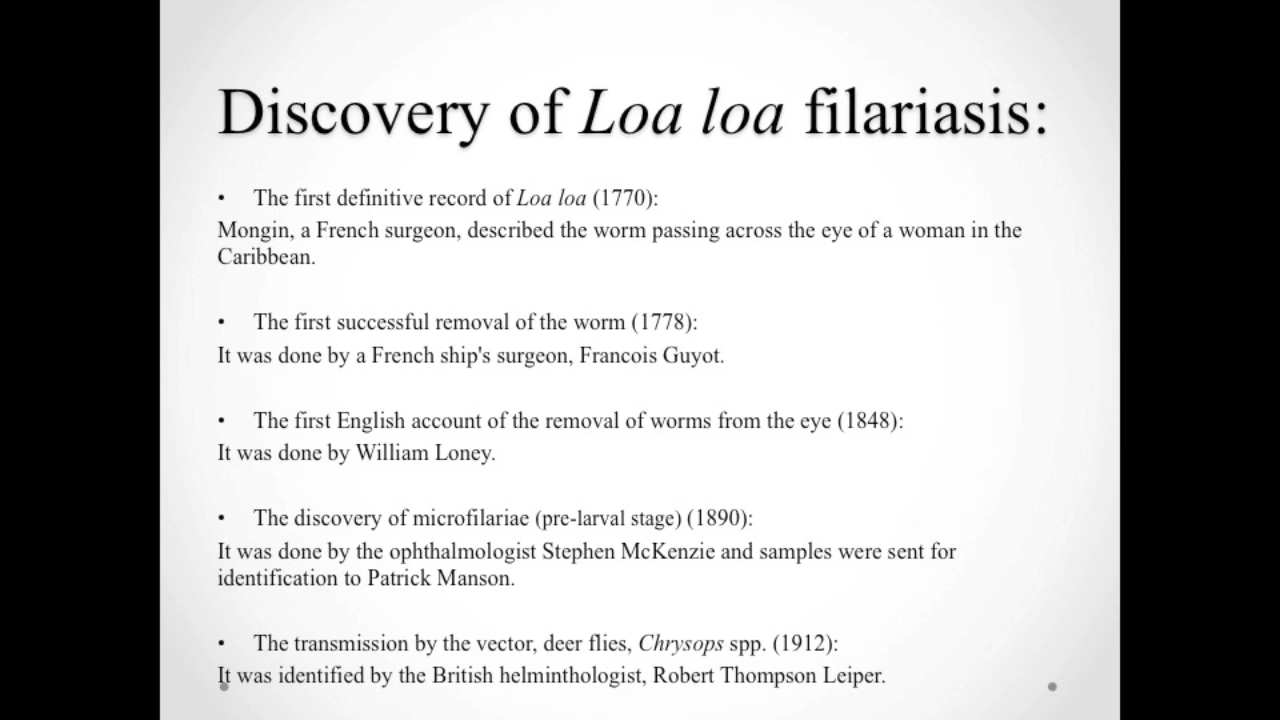 Discovery of Loa loa filariasis:
• The first definitive record of Loa loa (1770):
Mongin, a French surgeon, described the worm passing across the eye of a woman in the
Caribbean.
• The first successful removal of the worm (1778):
It was done by a French ship's surgeon, Francois Guyot.
• The first English account of the removal of worms from the eye (1848):
It was done by William Loney.
• The discovery of microfilariae (pre-larval stage) (1890):
It was done by the ophthalmologist Stephen McKenzie and samples were sent for
identification to Patrick Manson.
• The transmission by the vector, deer flies, Chrysops spp. (1912):
It was identified by the British helminthologist, Robert Thompson Leiper.